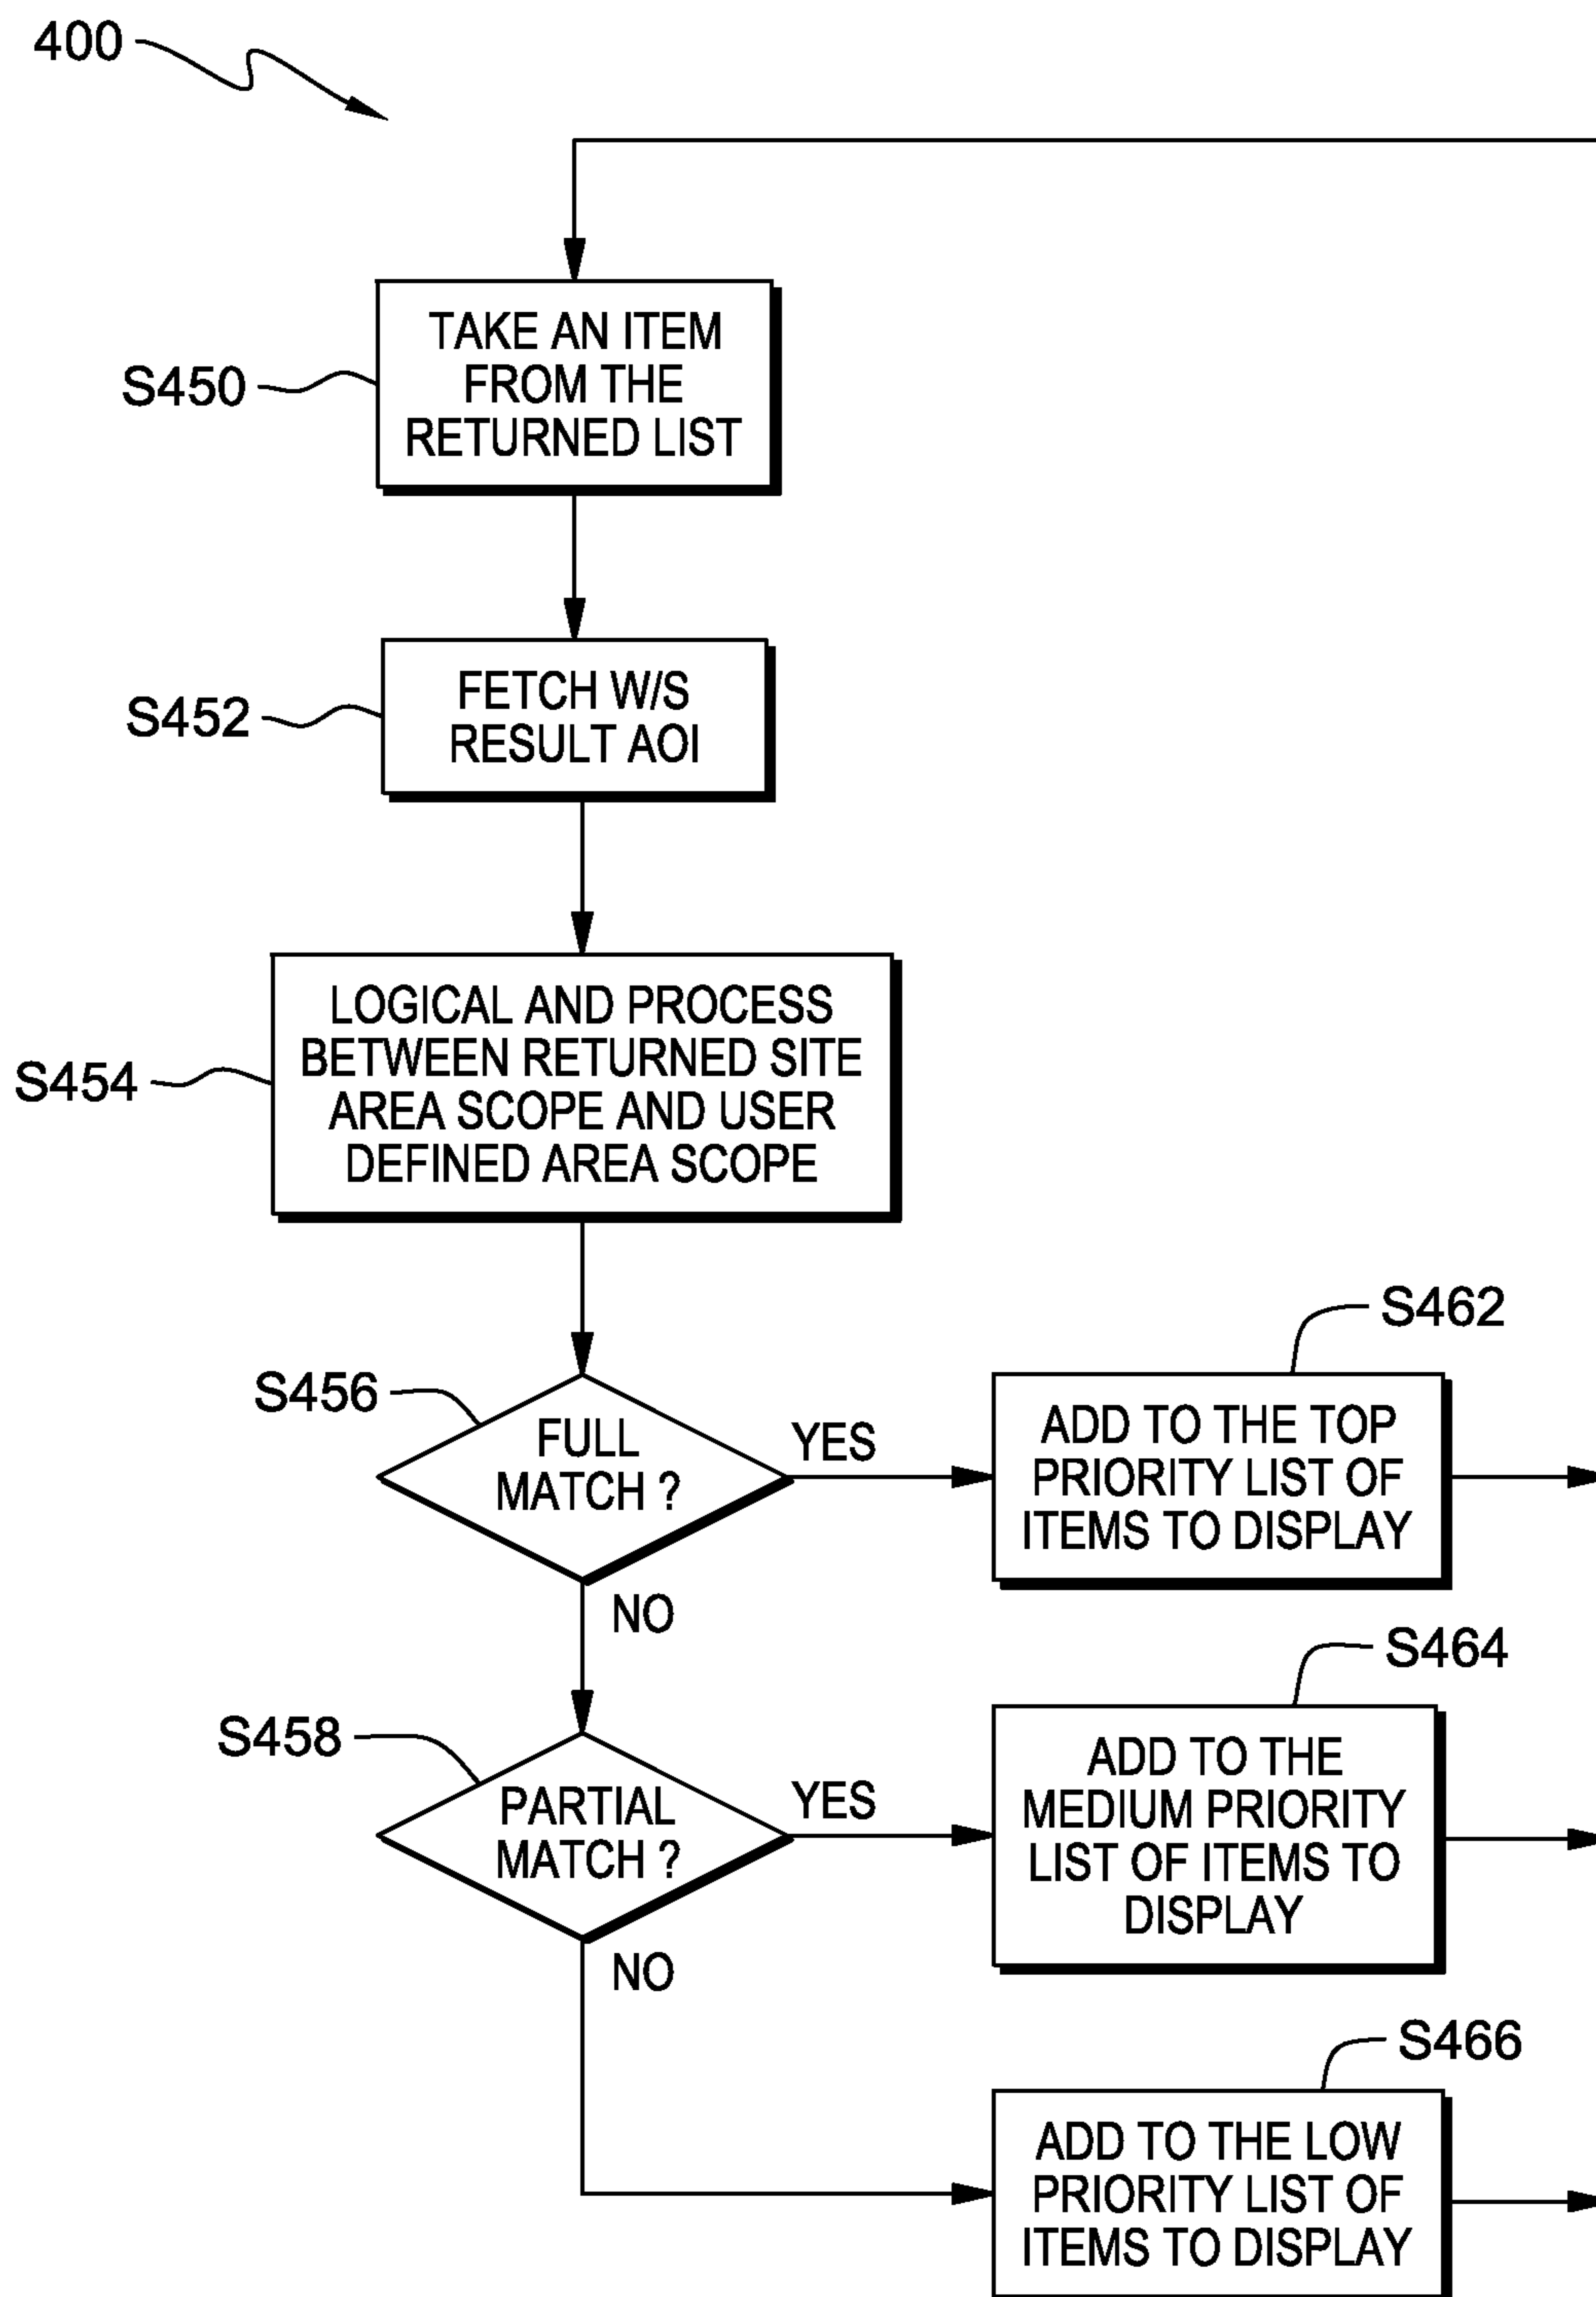 400
TAKE AN ITEM
FROM THE
RETURNED LIST
S450
FETCH W/S
RESULT AOI
S452
LOGICAL AND PROCESS
BETWEEN RETURNED SITE
AREA SCOPE AND USER
DEFINED AREA SCOPE
S454
S456
FULL
MATCH ?
YES
NO
S462
ADD TO THE TOP
PRIORITY LIST OF
ITEMS TO DISPLAY
S458
PARTIAL
MATCH ?
YES
NO
S464
ADD TO THE
MEDIUM PRIORITY
LIST OF ITEMS TO
DISPLAY
S466
ADD TO THE LOW
PRIORITY LIST OF
ITEMS TO DISPLAY